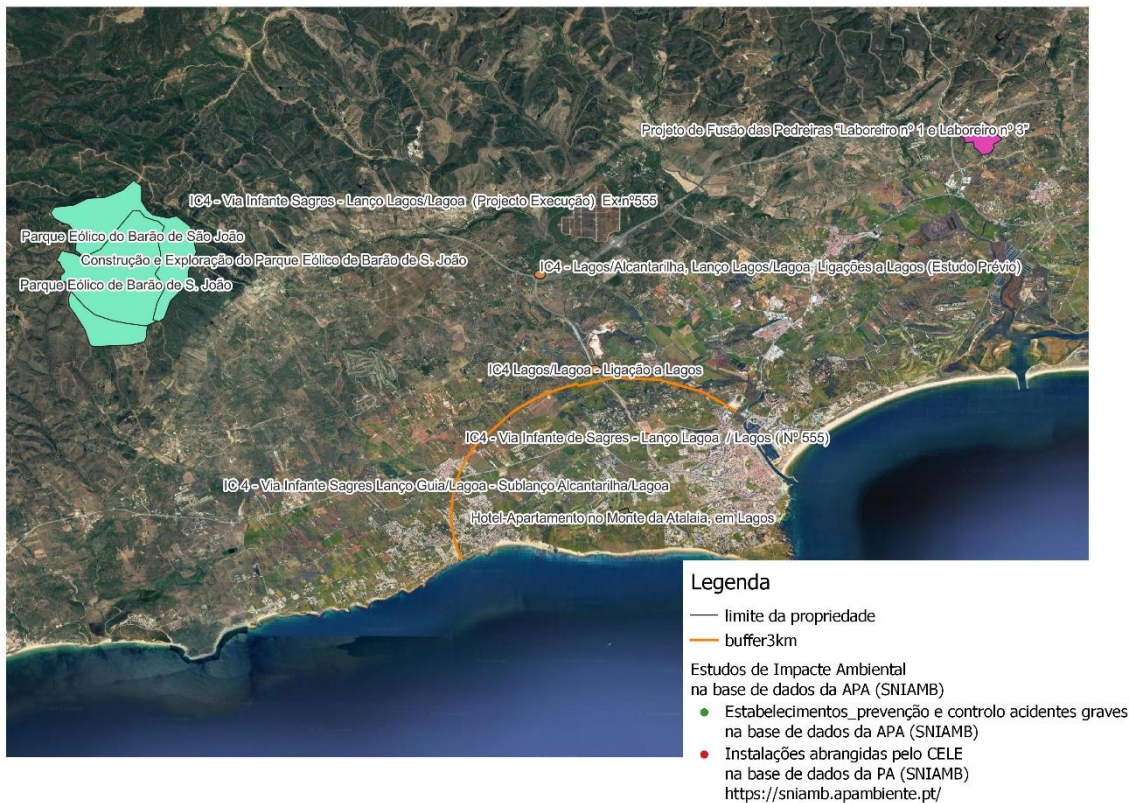 Projeto de Fusão das Pedreiras "Laboreiro nº 1 e Laboreiro nº 3"
IC4 - Via Infante Sagres - Lanço Lagos/Lagoa (Projecto Execução) Ex.nº555
Parque Eólico do Barão de São João
Construção e Exploração do Parque Eólico de Barão de S. João
IC4 - Lagos/Alcantarilha, Lanço Lagos/Lagoa, Ligações a Lagos (Estudo Prévio)
Parque Eólico de Barão de S. João
IC4 Lagos/Lagoa - Ligação a Lagos
IC4 - Via Infante de Sagres - Lanço Lagoa / Lagos ( Nº 555)
IC 4 - Via Infante Sagres Lanço Guia/Lagoa - Sublanço Alcantarilha/Lagoa
Hotel-Apartamento no Monte da Atalaia, em Lagos
Legenda
limite da propriedade
buffer3km
Estudos de Impacte Ambiental
na base de dados da APA (SNIAMB)
Estabelecimentos_prevenção e controlo acidentes graves
na base de dados da APA (SNIAMB)
Instalações abrangidas pelo CELE
na base de dados da PA (SNIAMB)
https://sniamb.apambiente.pt/